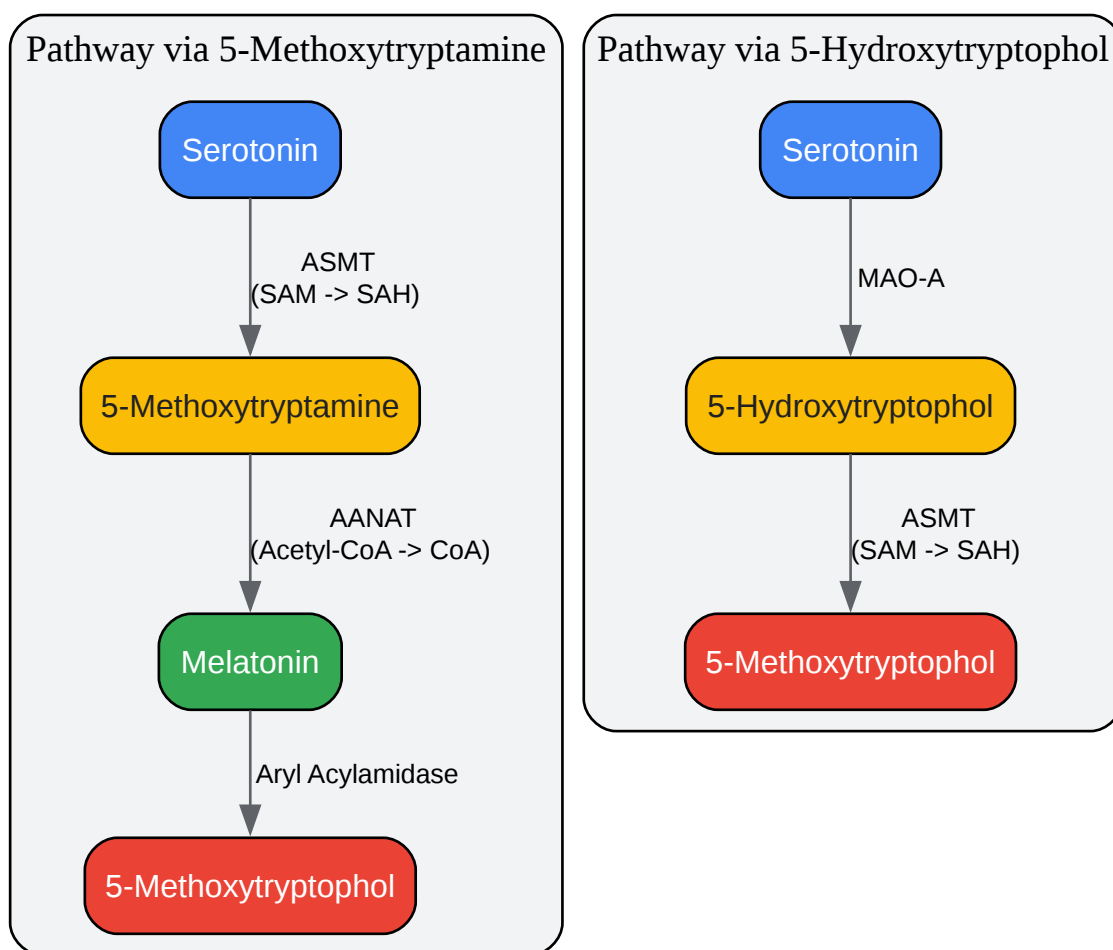 Pathway via 5-Methoxytryptamine
Serotonin
ASMT
(SAM -> SAH)
5-Methoxytryptamine
AANAT
(Acetyl-CoA -> CoA)
Melatonin
Aryl Acylamidase
5-Methoxytryptophol
Pathway via 5-Hydroxytryptophol
Serotonin
MAO-A
5-Hydroxytryptophol
ASMT
(SAM -> SAH)
5-Methoxytryptophol